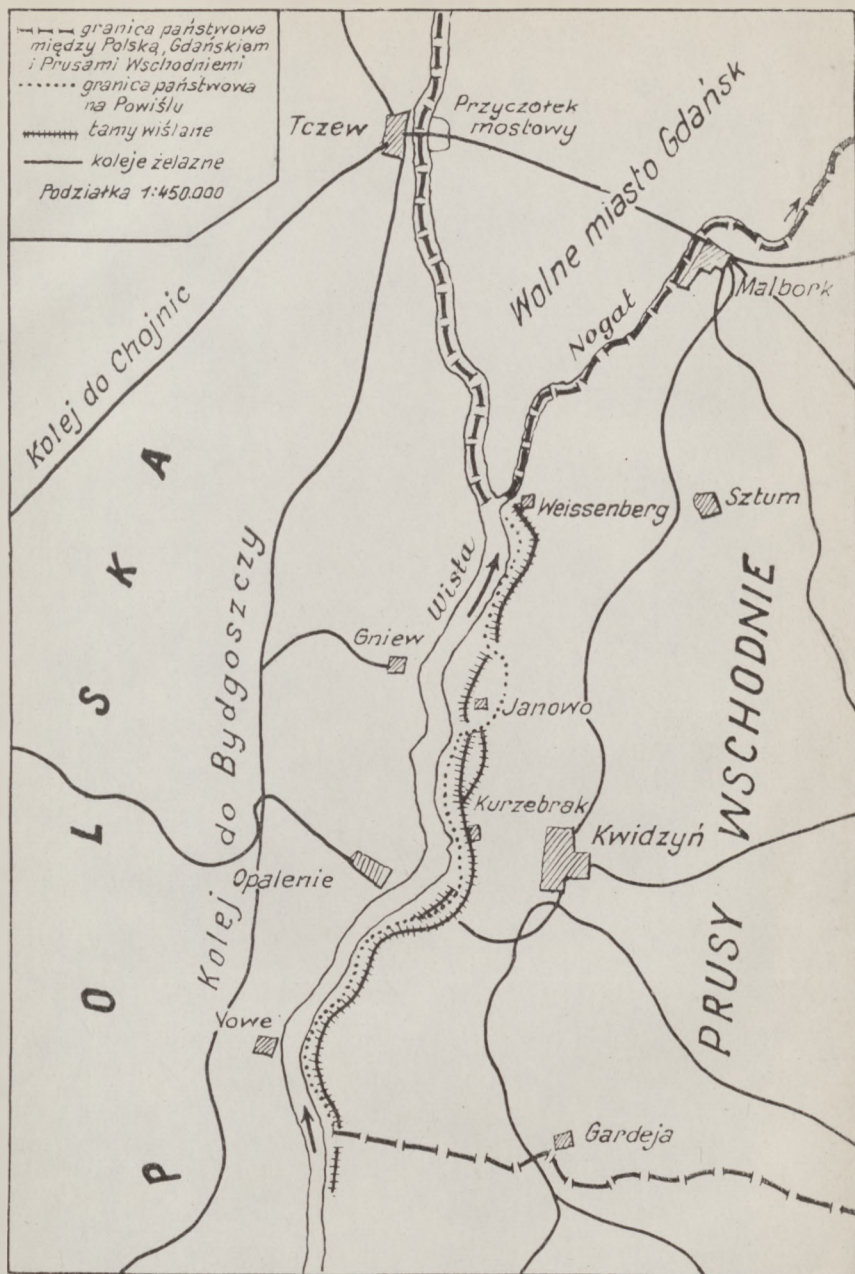 granica państwowa
między Polską, Gdańskiem
i Prusami Wschodniemi
granica państwowa
na Powiślu
tamy wiślane
koleje żelazne
Podziałka 1:450.000
Tczew
Przyczółek
mostowy
Wolne miasto Gdańsk
Malbork
Nogat
Kolej do Chojnic
Weissenberg
Sztum
Wisła
Gniew
Janowo
Kurzebrak
Kwidzyń
Opalenie
Kolej do Bydgoszczy
POLSKA
PRUSY WSCHODNIE
Nowe
Gardeja